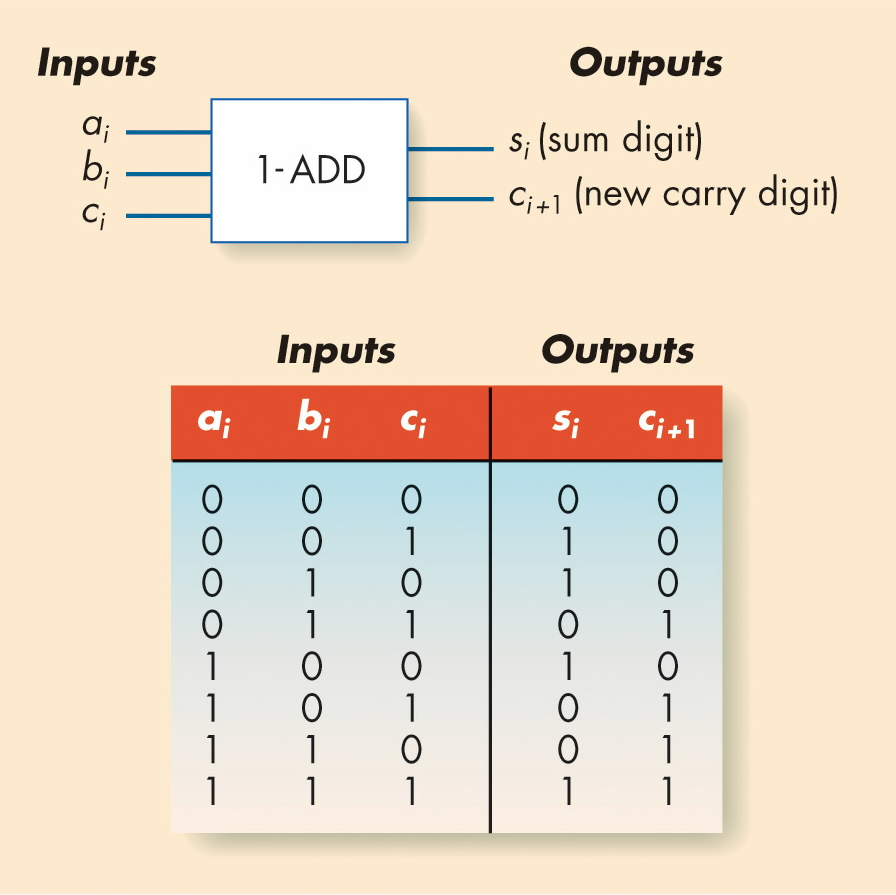 Inputs Outputs
aᵢ
bᵢ
cᵢ
1-ADD
sᵢ (sum digit)
cᵢ₊₁ (new carry digit)
Inputs Outputs
aᵢ bᵢ cᵢ sᵢ cᵢ₊₁
0 0 0 0 0
0 0 1 1 0
0 1 0 1 0
0 1 1 0 1
1 0 0 1 0
1 0 1 0 1
1 1 0 0 1
1 1 1 1 1